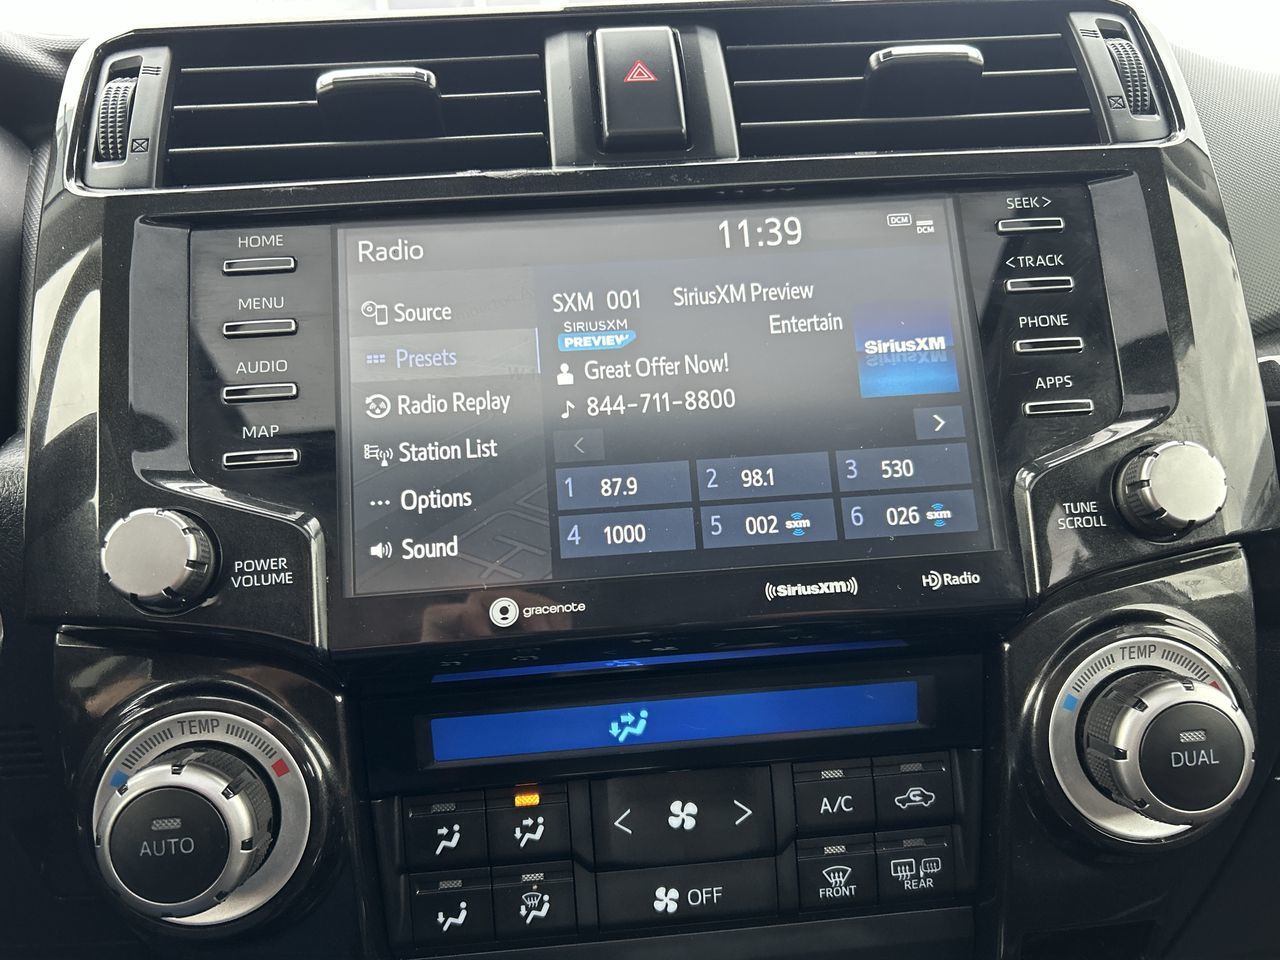 HOME
MENU
AUDIO
MAP
POWER
VOLUME
Radio
11:39
DCM
DCM
Source
Presets
Radio Replay
Station List
Options
Sound
SXM 001
SiriusXM Preview
SIRIUSXM
PREVIEW
Entertain
SiriusXM
Great Offer Now!
844-711-8800
<
>
1 87.9
2 98.1
3 530
4 1000
5 002 sxm
6 026 sxm
gracenote
SiriusXM
HD Radio
SEEK >
< TRACK
PHONE
APPS
TUNE
SCROLL
TEMP
AUTO
TEMP
DUAL
< >
A/C
OFF
FRONT
REAR